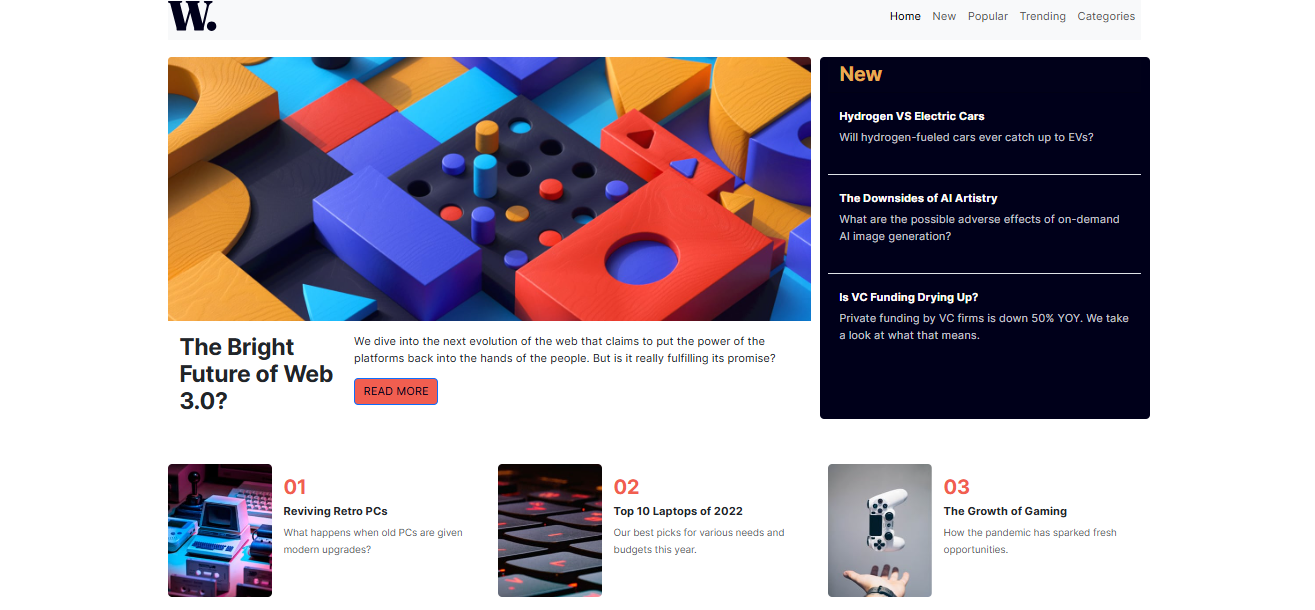 W.
Home New Popular Trending Categories
New
Hydrogen VS Electric Cars
Will hydrogen-fueled cars ever catch up to EVs?
The Downsides of AI Artistry
What are the possible adverse effects of on-demand
AI image generation?
Is VC Funding Drying Up?
Private funding by VC firms is down 50% YOY. We take
a look at what that means.
The Bright
Future of Web
3.0?
We dive into the next evolution of the web that claims to put the power of the
platforms back into the hands of the people. But is it really fulfilling its promise?
READ MORE
01
Reviving Retro PCs
What happens when old PCs are given
modern upgrades?
02
Top 10 Laptops of 2022
Our best picks for various needs and
budgets this year.
03
The Growth of Gaming
How the pandemic has sparked fresh
opportunities.